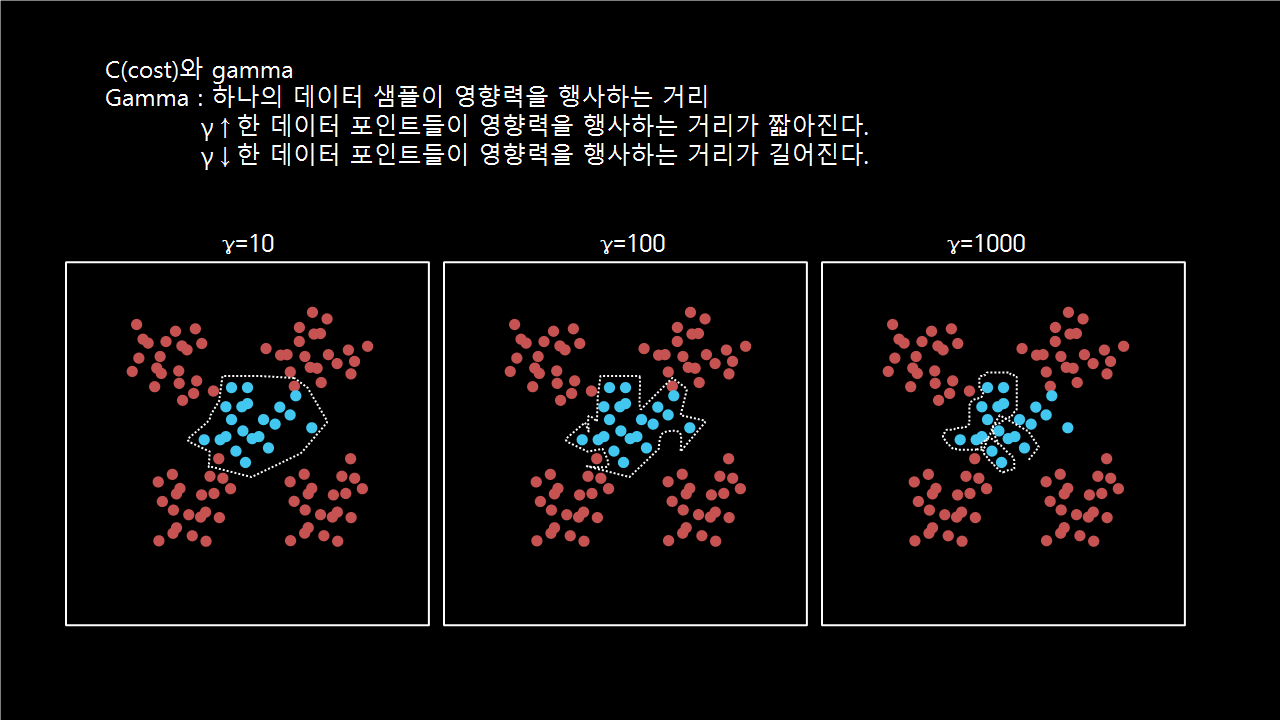 C(cost)와 gamma
Gamma : 하나의 데이터 샘플이 영향력을 행사하는 거리
γ↑한 데이터 포인트들이 영향력을 행사하는 거리가 짧아진다.
γ↓한 데이터 포인트들이 영향력을 행사하는 거리가 길어진다.
ɣ=10
ɣ=100
ɣ=1000